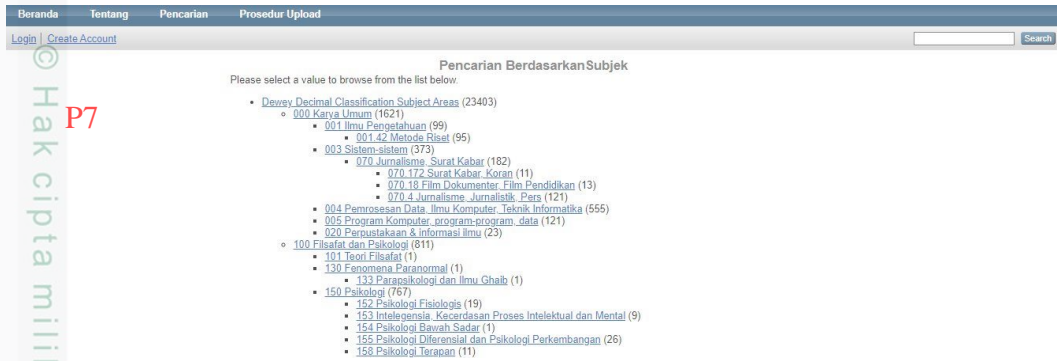 Beranda Tentang Pencarian Prosedur Upload
Login | Create Account Search
Pencarian BerdasarkanSubjek
Please select a value to browse from the list below.
Dewey Decimal Classification Subject Areas (23403)
000 Karya Umum (1621)
001 Ilmu Pengetahuan (99)
001.42 Metode Riset (95)
003 Sistem-sistem (373)
070 Jurnalisme, Surat Kabar (182)
070.172 Surat Kabar, Koran (11)
070.18 Film Dokumenter, Film Pendidikan (13)
070.4 Jurnalisme, Jurnalistik, Pers (121)
004 Pemrosesan Data, Ilmu Komputer, Teknik Informatika (555)
005 Program Komputer, program-program, data (121)
020 Perpustakaan & informasi ilmu (23)
100 Filsafat dan Psikologi (811)
101 Teori Filsafat (1)
130 Fenomena Paranormal (1)
133 Parapsikologi dan Ilmu Ghaib (1)
150 Psikologi (767)
152 Psikologi Fisiologis (19)
153 Intelegensia, Kecerdasan Proses Intelektual dan Mental (9)
154 Psikologi Bawah Sadar (1)
155 Psikologi Diferensial dan Psikologi Perkembangan (26)
158 Psikologi Terapan (11)
P7
© Hak cipta mili